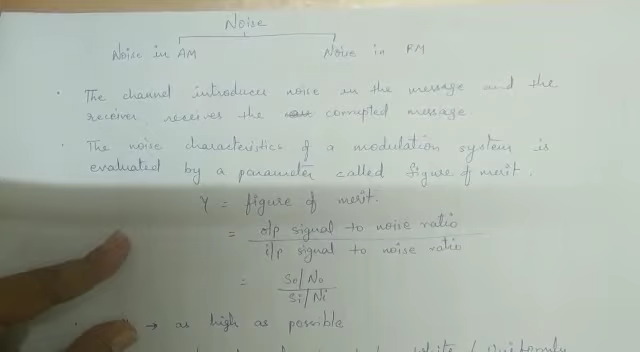 Noise
Noise in AM Noise in FM
. The channel introduces noise in the message and the
receiver receives the corrupted message.
. The noise characteristics of a modulation system is
evaluated by a parameter called figure of merit.
γ = figure of merit.
= o/p signal to noise ratio
i/p signal to noise ratio
= So/No
Si/Ni
→ as high as possible
White / Uniformly